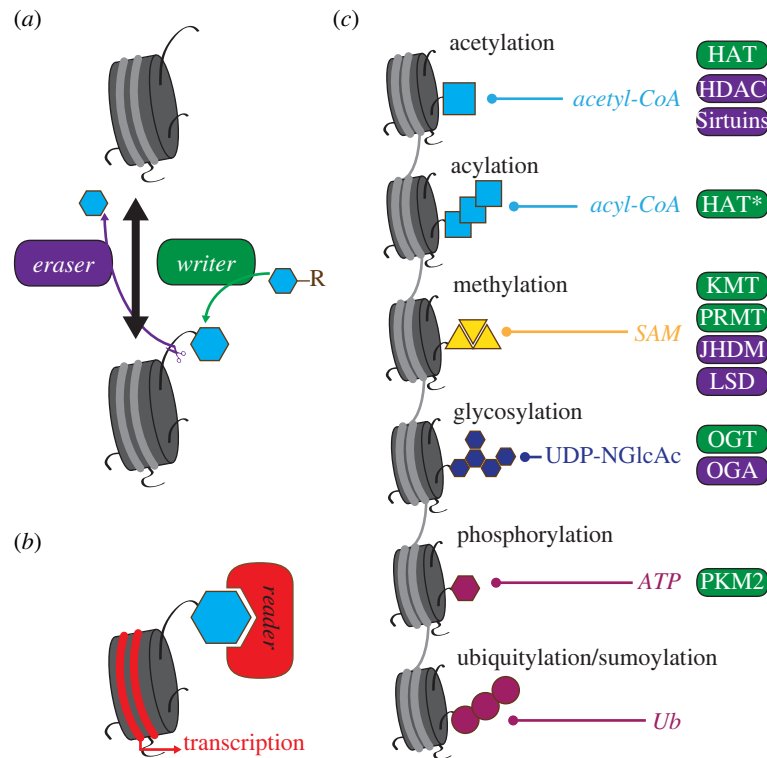 (a)
eraser
writer
R
(b)
reader
transcription
(c)
acetylation
acetyl-CoA
HAT
HDAC
Sirtuins
acylation
acyl-CoA
HAT*
methylation
SAM
KMT
PRMT
JHDM
LSD
glycosylation
UDP-NGlcAc
OGT
OGA
phosphorylation
ATP
PKM2
ubiquitylation/sumoylation
Ub